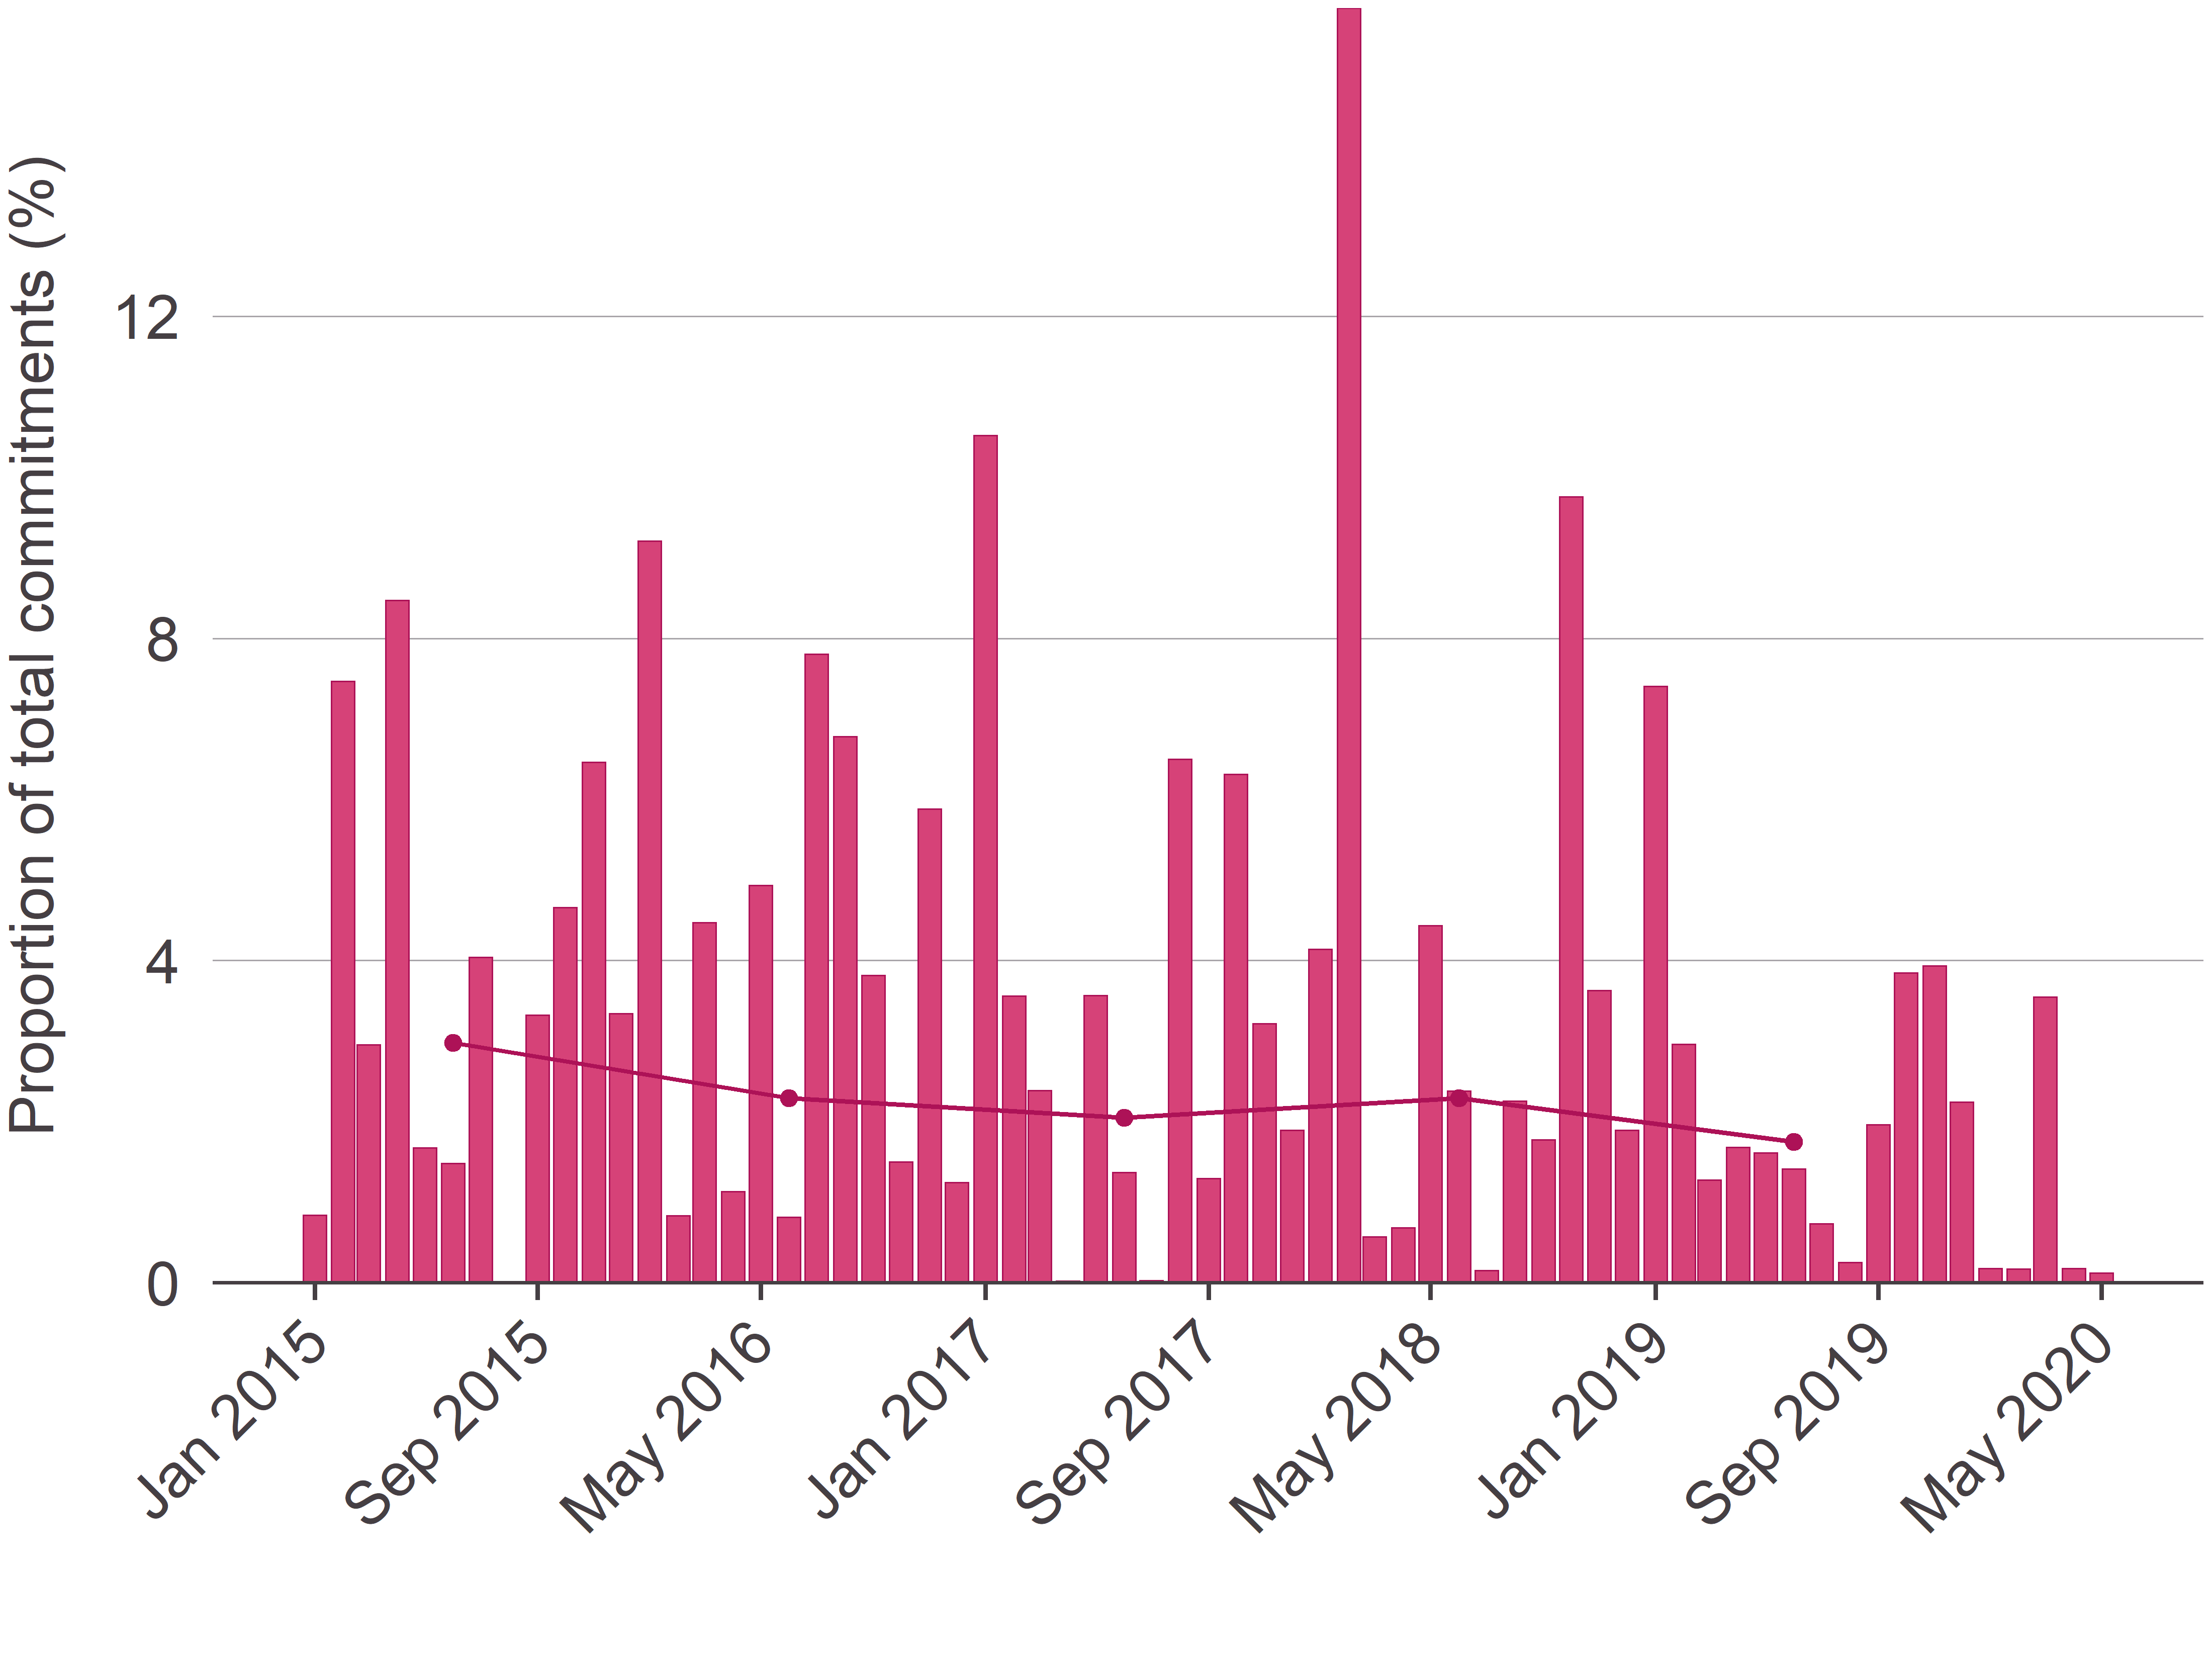 Proportion of total commitments (%)
12
8
4
0
Jan 2015
Sep 2015
May 2016
Jan 2017
Sep 2017
May 2018
Jan 2019
Sep 2019
May 2020